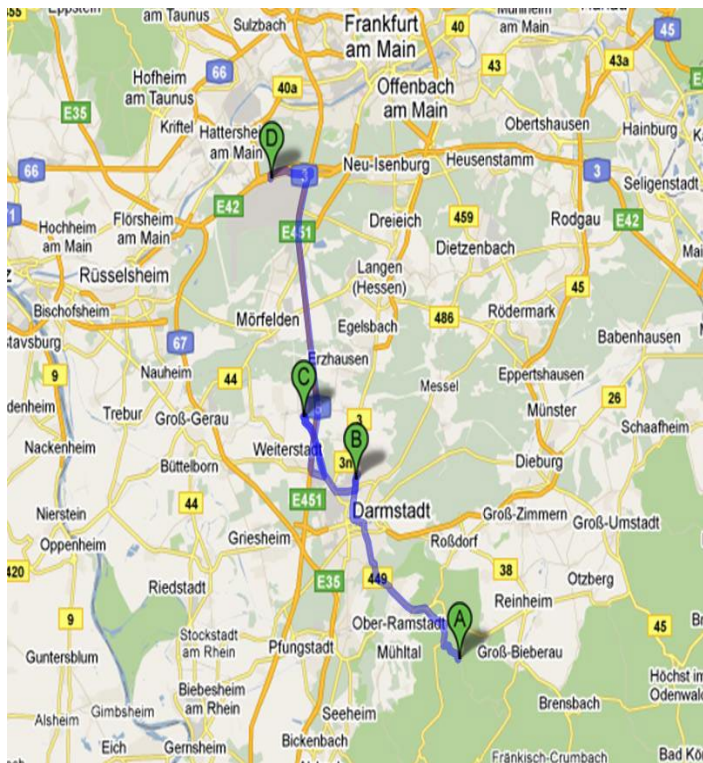 455
Eppstein
am Taunus
Sulzbach
Frankfurt
am Main
40
Mühlheim
am Main
45
66
43
43a
Hofheim
am Taunus
40a
Offenbach
am Main
E35
Kriftel
Obertshausen
Hainburg
Hattersheim
am Main
D
66
3
Neu-Isenburg
Heusenstamm
3
Seligenstadt
E42
Hochheim
am Main
Flörsheim
am Main
E451
Dreieich
459
Rodgau
E42
Dietzenbach
Rüsselsheim
Langen
(Hessen)
45
Bischofsheim
Mörfelden
486
Rödermark
Egelsbach
67
Babenhausen
Erzhausen
9
Nauheim
44
C
5
Messel
Eppertshausen
26
Trebur
Groß-Gerau
3
Münster
Schaafheim
Nackenheim
Weiterstadt
B
3n
Büttelborn
Dieburg
44
E451
Darmstadt
Nierstein
Groß-Zimmern
Groß-Umstadt
Oppenheim
Griesheim
Roßdorf
420
E35
449
38
Otzberg
Riedstadt
Reinheim
9
Ober-Ramstadt
A
45
Stockstadt
am Rhein
Pfungstadt
Mühltal
Groß-Bieberau
Guntersblum
Höchst im
Odenwald
Biebesheim
am Rhein
Seeheim
Brensbach
Gimbsheim
Alsheim
Bickenbach
Eich
Gernsheim
Fränkisch-Crumbach